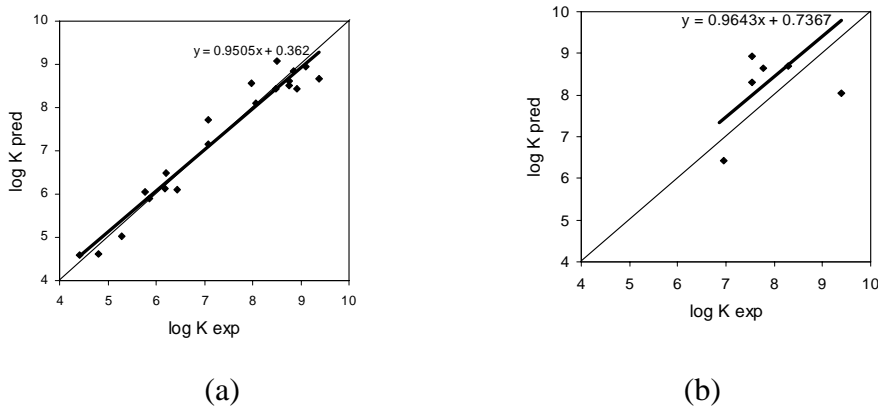 10
9
8
7
6
5
4
log K pred
y = 0.9505x + 0.362
4 5 6 7 8 9 10
log K exp
(a)
10
9
8
7
6
5
4
log K pred
y = 0.9643x + 0.7367
4 5 6 7 8 9 10
log K exp
(b)